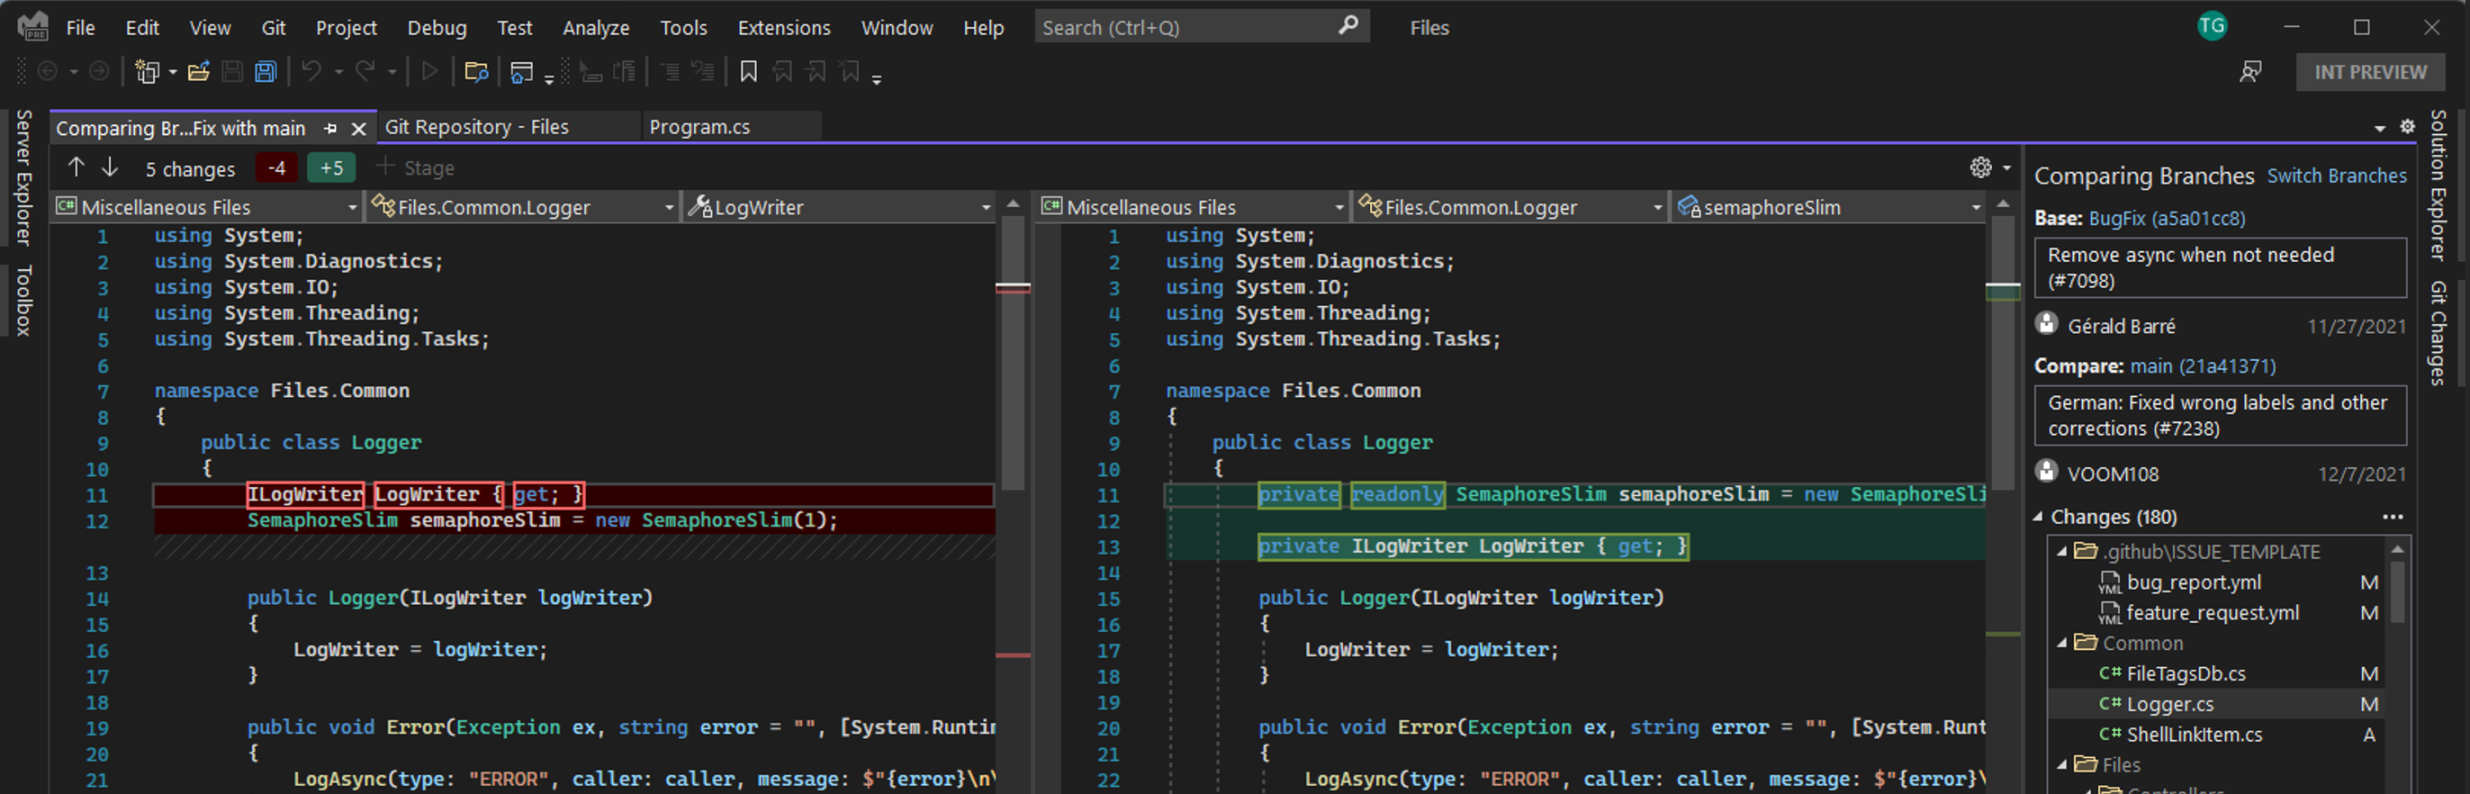 PRE File Edit View Git Project Debug Test Analyze Tools Extensions Window Help Search (Ctrl+Q) Files TG
INT PREVIEW
Server Explorer
Toolbox
Comparing Br...Fix with main Git Repository - Files Program.cs
5 changes -4 +5 + Stage
C# Miscellaneous Files Files.Common.Logger LogWriter
1 using System;
2 using System.Diagnostics;
3 using System.IO;
4 using System.Threading;
5 using System.Threading.Tasks;
6
7 namespace Files.Common
8 {
9 public class Logger
10 {
11 ILogWriter LogWriter { get; }
12 SemaphoreSlim semaphoreSlim = new SemaphoreSlim(1);
13
14 public Logger(ILogWriter logWriter)
15 {
16 LogWriter = logWriter;
17 }
18
19 public void Error(Exception ex, string error = "", [System.Runtim
20 {
21 LogAsync(type: "ERROR", caller: caller, message: $"{error}\n\
C# Miscellaneous Files Files.Common.Logger semaphoreSlim
1 using System;
2 using System.Diagnostics;
3 using System.IO;
4 using System.Threading;
5 using System.Threading.Tasks;
6
7 namespace Files.Common
8 {
9 public class Logger
10 {
11 private readonly SemaphoreSlim semaphoreSlim = new SemaphoreSli
12
13 private ILogWriter LogWriter { get; }
14
15 public Logger(ILogWriter logWriter)
16 {
17 LogWriter = logWriter;
18 }
19
20 public void Error(Exception ex, string error = "", [System.Runt
21 {
22 LogAsync(type: "ERROR", caller: caller, message: $"{error}\
Comparing Branches Switch Branches
Base: BugFix (a5a01cc8)
Remove async when not needed
(#7098)
Gérald Barré 11/27/2021
Compare: main (21a41371)
German: Fixed wrong labels and other
corrections (#7238)
VOOM108 12/7/2021
Changes (180) ...
.github\ISSUE_TEMPLATE
YML bug_report.yml M
YML feature_request.yml M
Common
C# FileTagsDb.cs M
C# Logger.cs M
C# ShellLinkItem.cs A
Files
Controllers
Solution Explorer
Git Changes